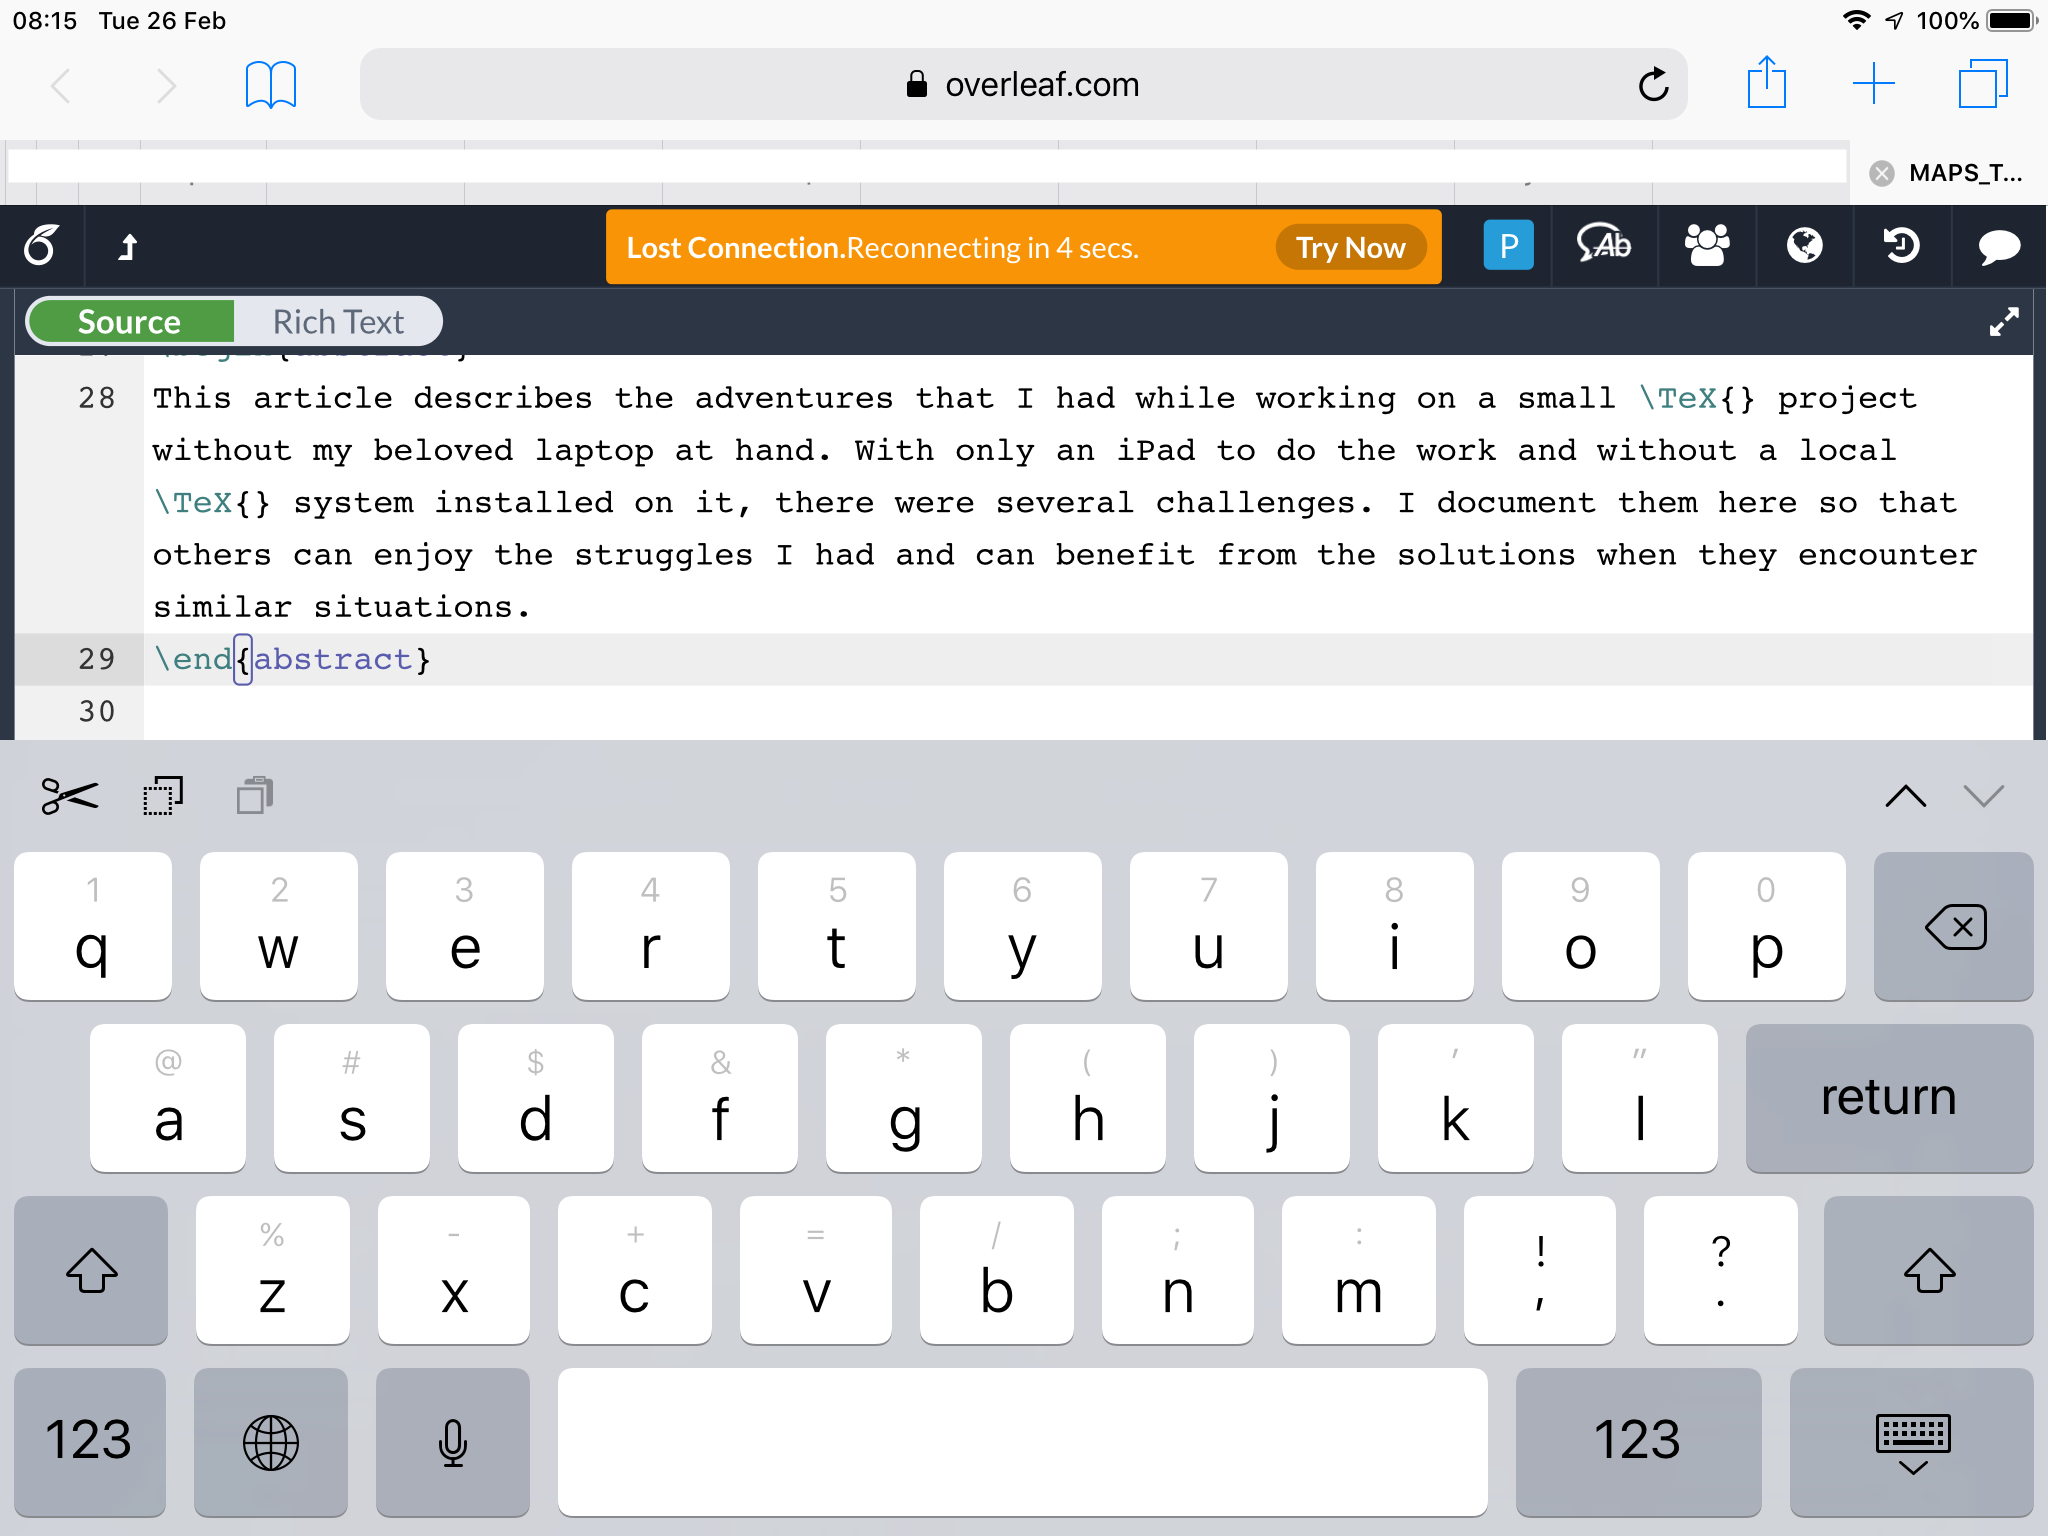 08:15 Tue 26 Feb 100%
overleaf.com
MAPS_T...
Lost Connection. Reconnecting in 4 secs. Try Now P Ab
Source Rich Text
28 This article describes the adventures that I had while working on a small \TeX{} project
without my beloved laptop at hand. With only an iPad to do the work and without a local
\TeX{} system installed on it, there were several challenges. I document them here so that
others can enjoy the struggles I had and can benefit from the solutions when they encounter
similar situations.
29 \end{abstract}
30
1 2 3 4 5 6 7 8 9 0
q w e r t y u i o p
@ # $ & * ( ) ' "
a s d f g h j k l return
% - + = / ; : ! ?
z x c v b n m , .
123 123